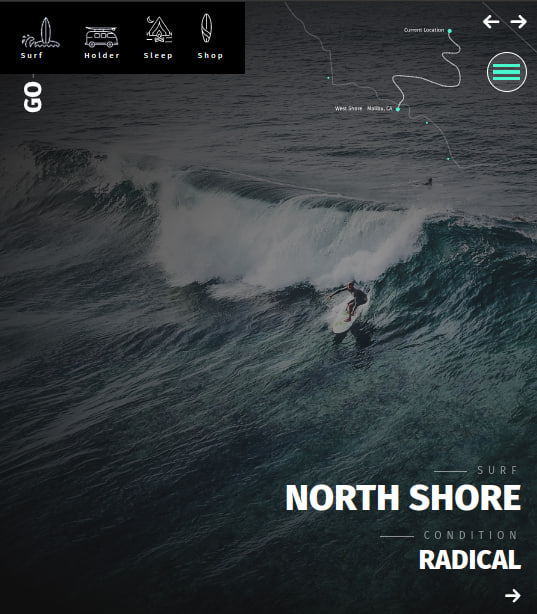 Surf Holder Sleep Shop
GO
Current Location
West Shore Malibu, CA
SURF
NORTH SHORE
CONDITION
RADICAL